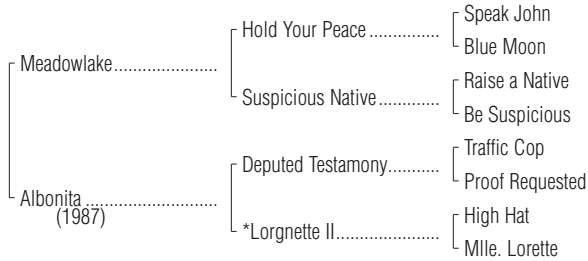 Speak John
Hold Your Peace ...............
Blue Moon
Meadowlake......................
Raise a Native
Suspicious Native.............
Be Suspicious
Traffic Cop
Deputed Testamony...........
Proof Requested
Albonita ............................
(1987)
High Hat
*Lorgnette II......................
Mlle. Lorette